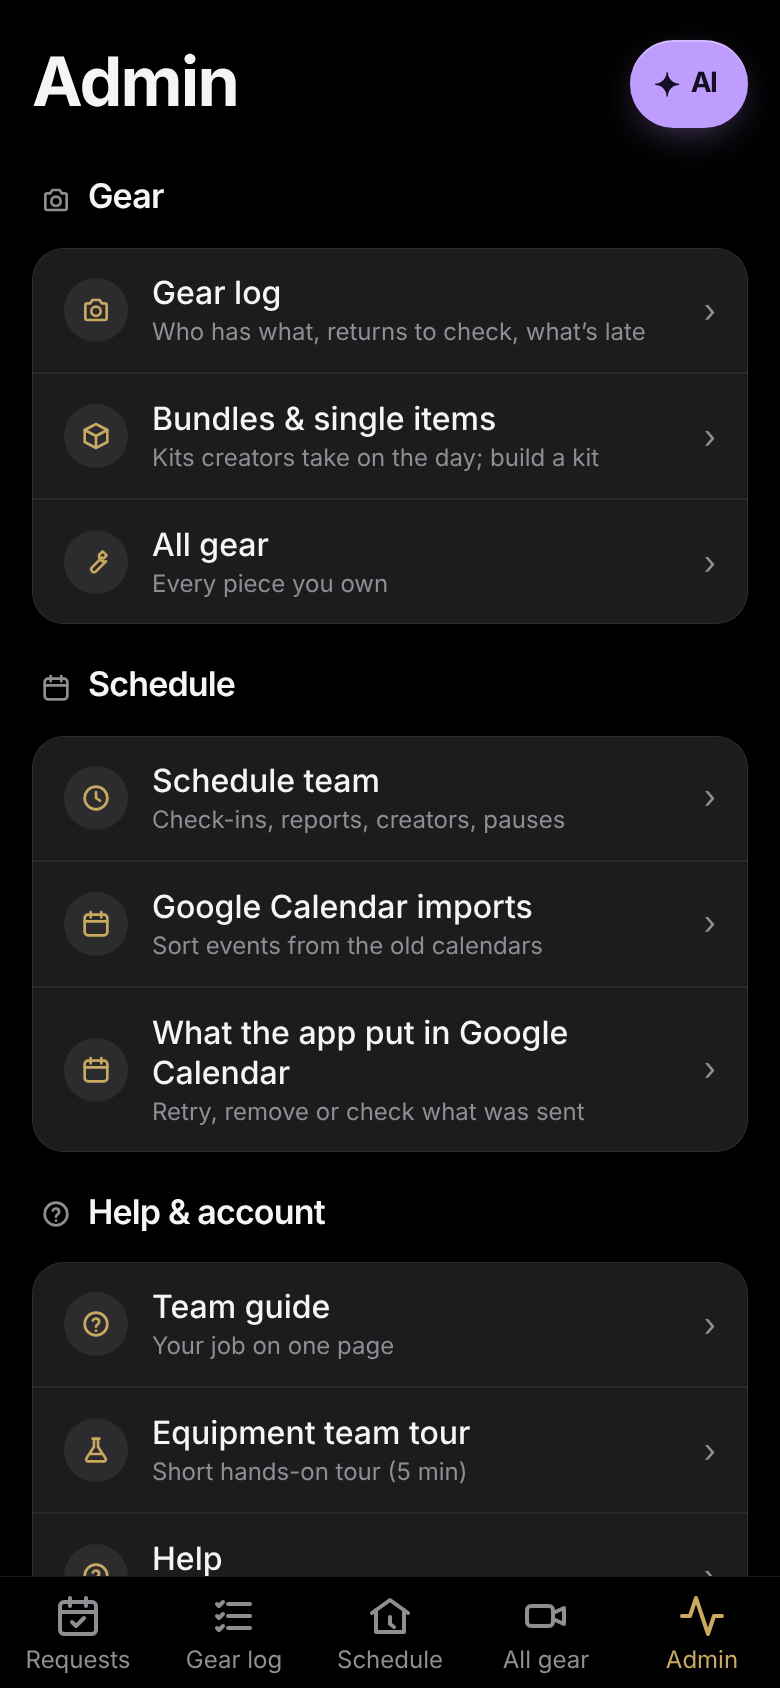 Admin
AI
Gear
Gear log
Who has what, returns to check, what’s late
Bundles & single items
Kits creators take on the day; build a kit
All gear
Every piece you own
Schedule
Schedule team
Check-ins, reports, creators, pauses
Google Calendar imports
Sort events from the old calendars
What the app put in Google
Calendar
Retry, remove or check what was sent
Help & account
Team guide
Your job on one page
Equipment team tour
Short hands-on tour (5 min)
Help
Requests
Gear log
Schedule
All gear
Admin